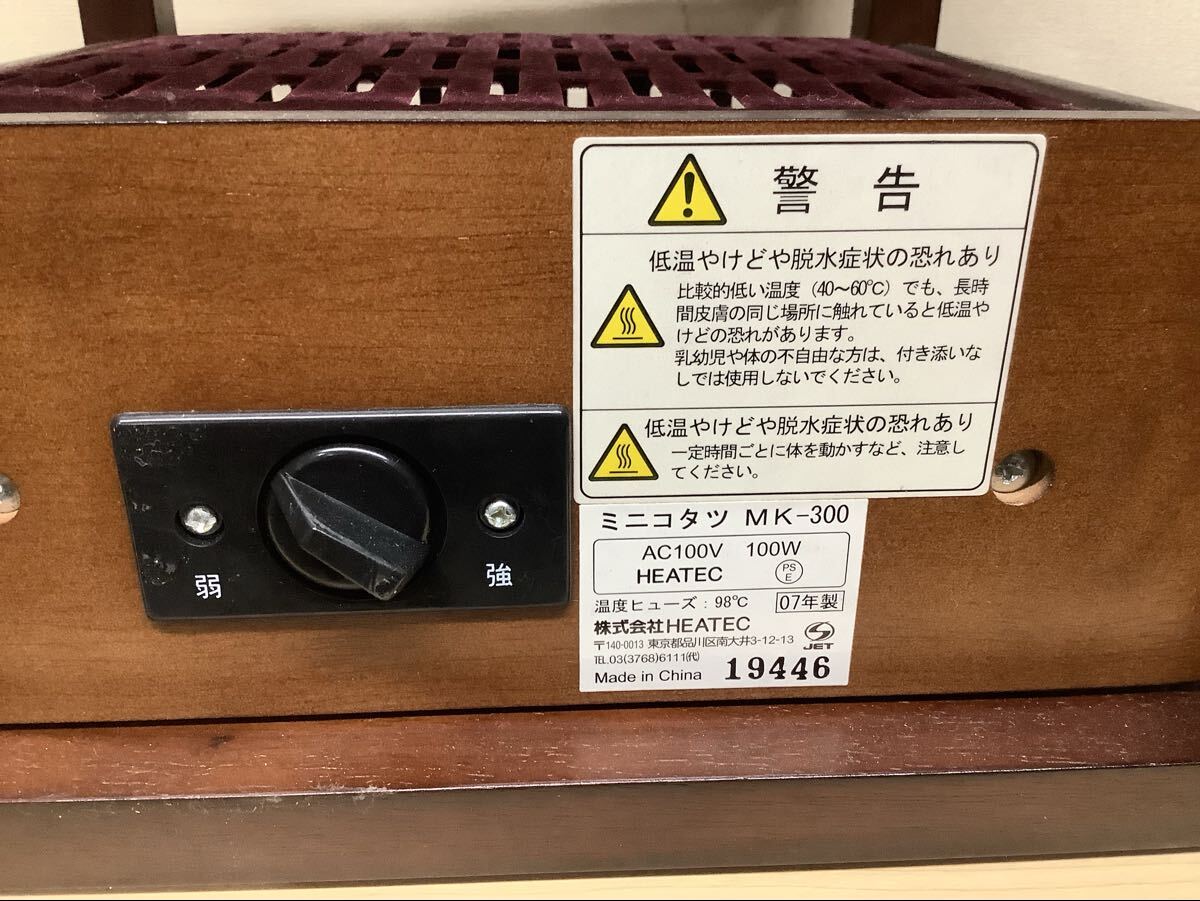 警告
低温やけどや脱水症状の恐れあり
比較的低い温度（40～60℃）でも、長時
間皮膚の同じ場所に触れていると低温や
けどの恐れがあります。
乳幼児や体の不自由な方は、付き添いな
しでは使用しないでください。
低温やけどや脱水症状の恐れあり
一定時間ごとに体を動かすなど、注意し
てください。
弱
強
ミニコタツ MK-300
AC100V 100W
HEATEC PSE
温度ヒューズ：98℃ 07年製
株式会社HEATEC
〒140-0013 東京都品川区南大井3-12-13
TEL.03(3768)6111㈹
JET
Made in China 19446